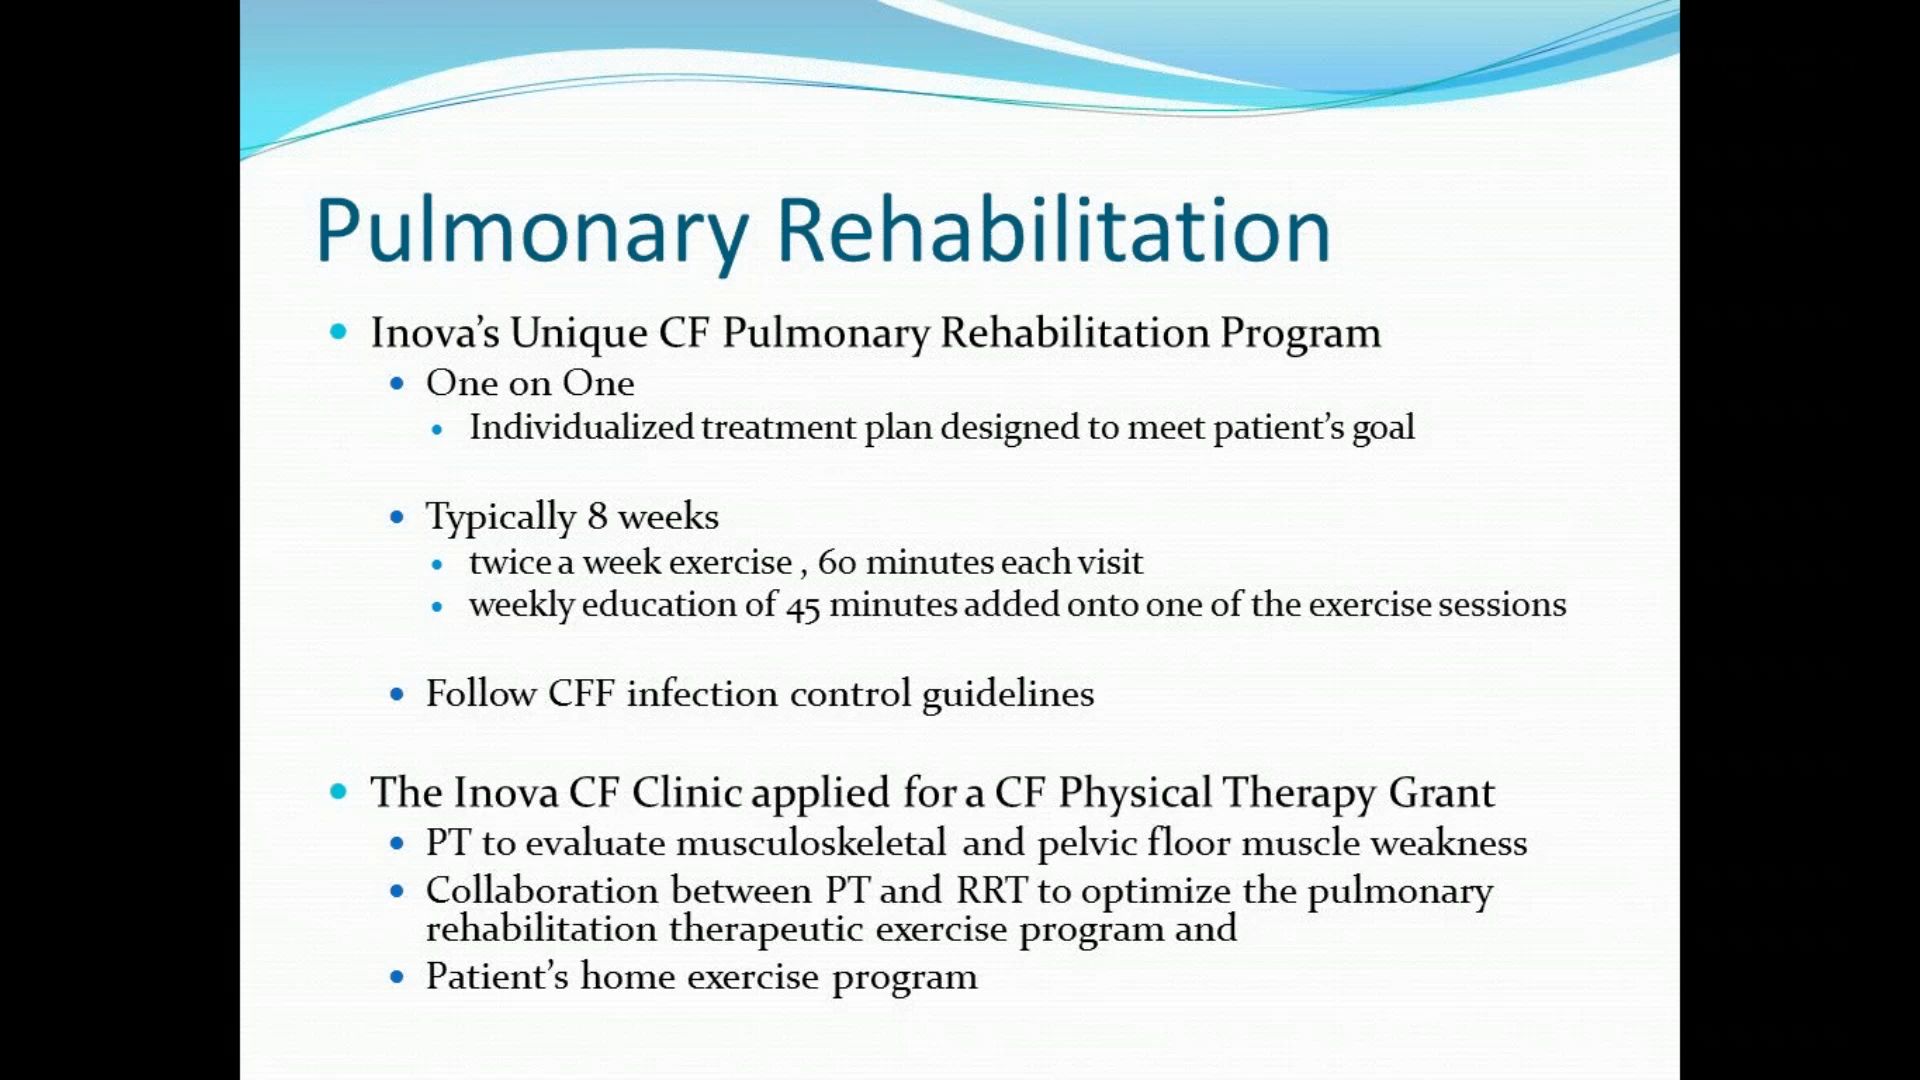 Pulmonary Rehabilitation
• Inova’s Unique CF Pulmonary Rehabilitation Program
• One on One
• Individualized treatment plan designed to meet patient’s goal
• Typically 8 weeks
• twice a week exercise , 60 minutes each visit
• weekly education of 45 minutes added onto one of the exercise sessions
• Follow CFF infection control guidelines
• The Inova CF Clinic applied for a CF Physical Therapy Grant
• PT to evaluate musculoskeletal and pelvic floor muscle weakness
• Collaboration between PT and RRT to optimize the pulmonary
rehabilitation therapeutic exercise program and
• Patient’s home exercise program